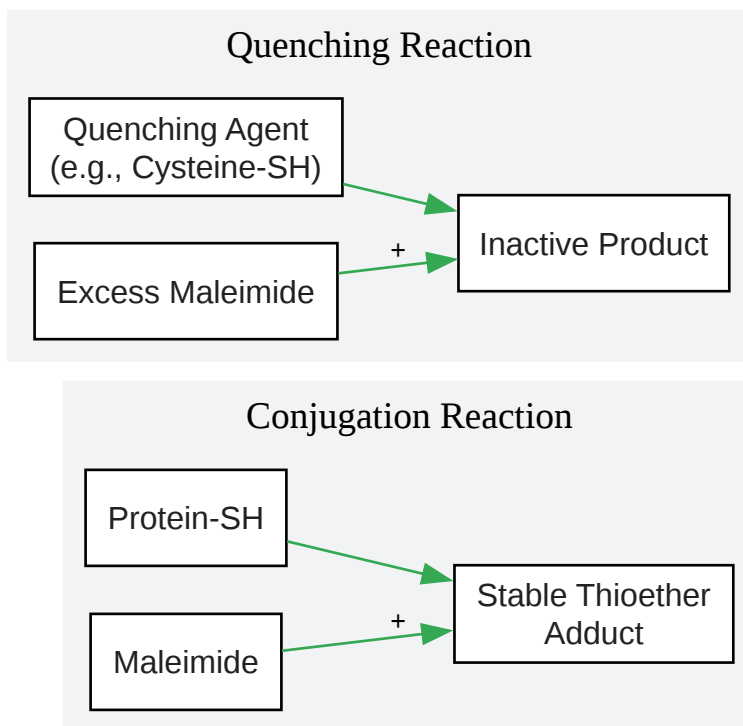 Quenching Reaction
Quenching Agent
(e.g., Cysteine-SH)
Inactive Product
+
Excess Maleimide
Conjugation Reaction
Protein-SH
Stable Thioether
Adduct
+
Maleimide